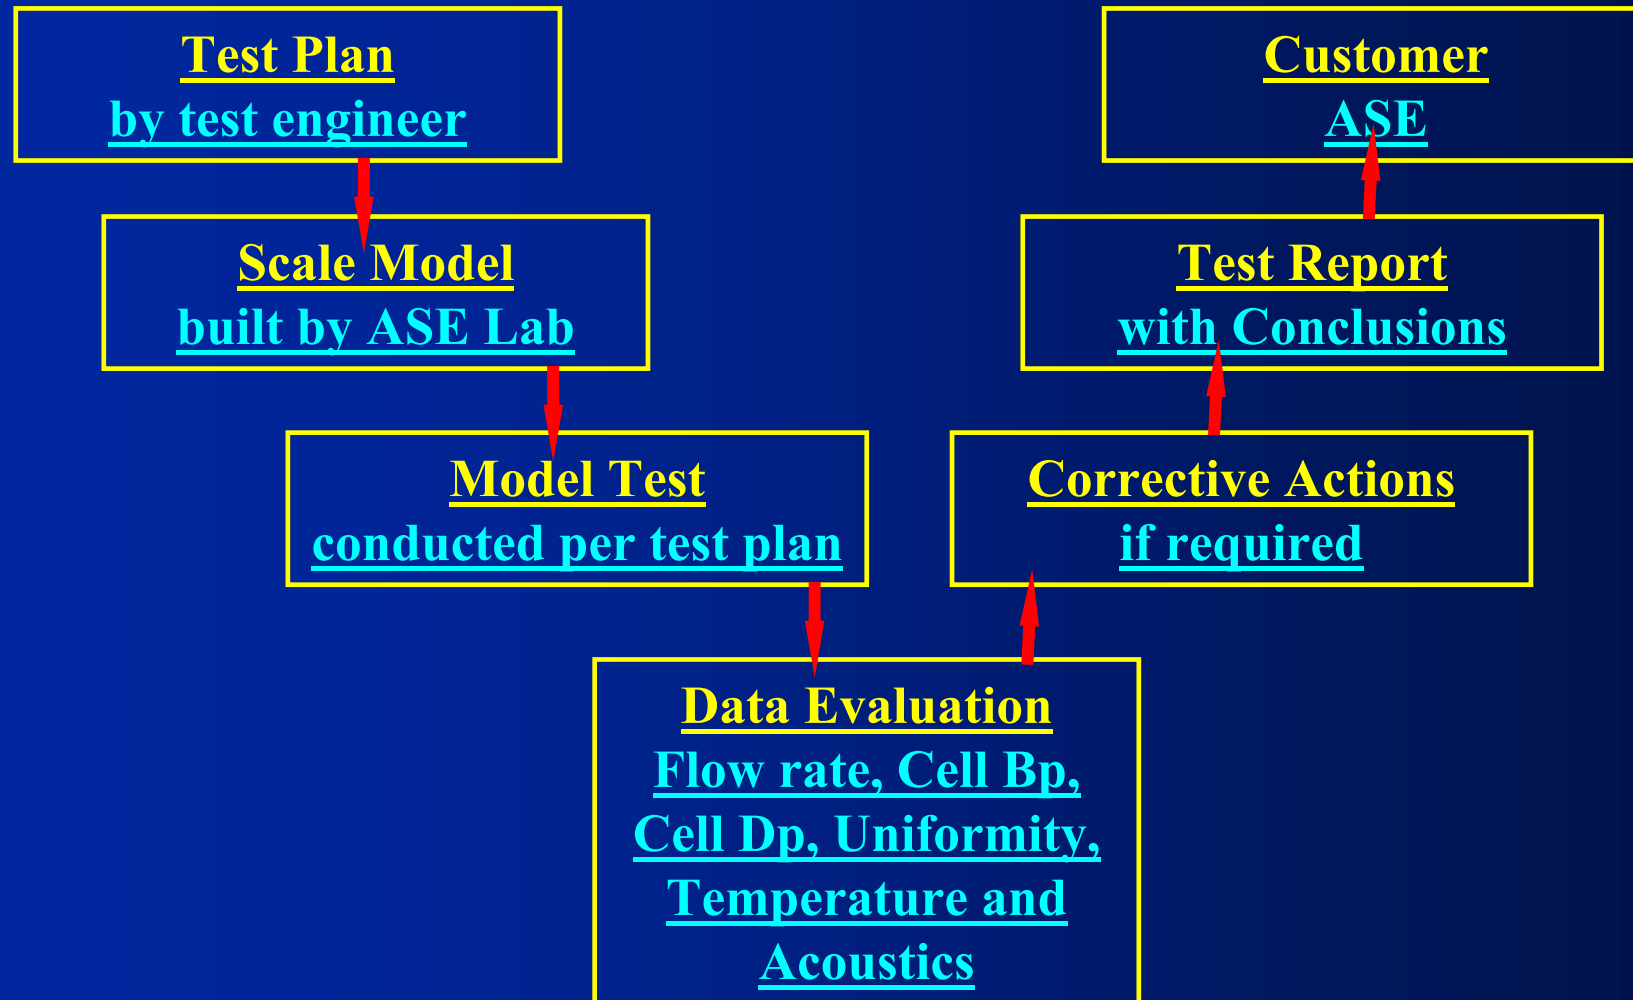 Test Plan
by test engineer
Scale Model
built by ASE Lab
Model Test
conducted per test plan
Data Evaluation
Flow rate, Cell Bp,
Cell Dp, Uniformity,
Temperature and
Acoustics
Corrective Actions
if required
Test Report
with Conclusions
Customer
ASE